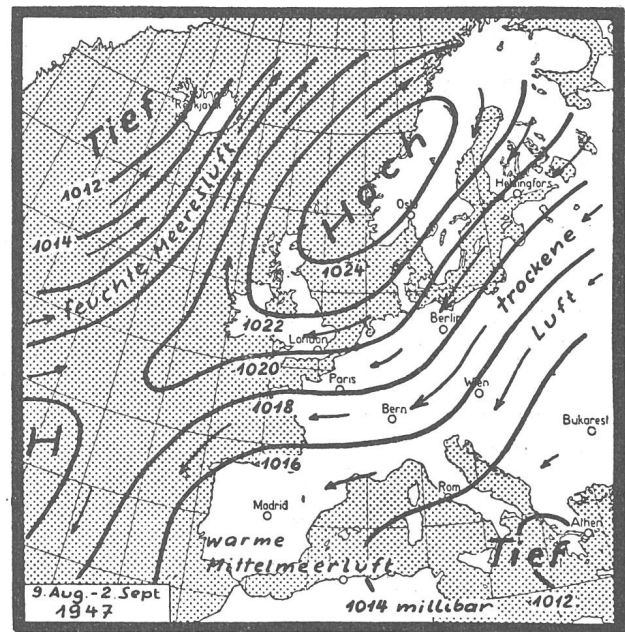 Reykjavik
Tief
1012
1014
feuchte Meeresluft
Hoch
Oslo
Helsingfors
1024
1022
1020
1018
1016
trockene
Luft
London
Berlin
Paris
Wien
Bern
Bukarest
H
Rom
Madrid
Athen
warme
Mittelmeerluft
Tief
9. Aug.-2. Sept
1947
1014 millibar
1012